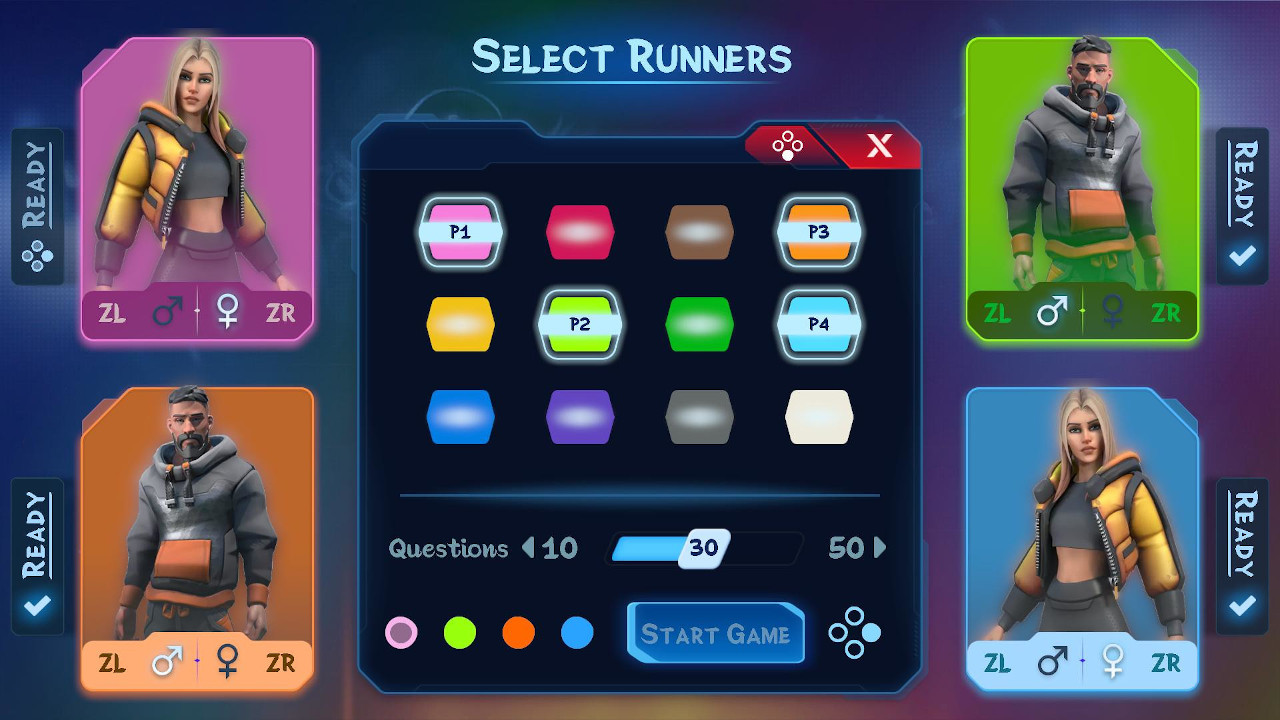 SELECT RUNNERS
READY
ZL ZR
X
P1
P3
P2
P4
Questions 10 30 50
START GAME
ZL ZR
READY
READY
ZL ZR
ZL ZR
READY